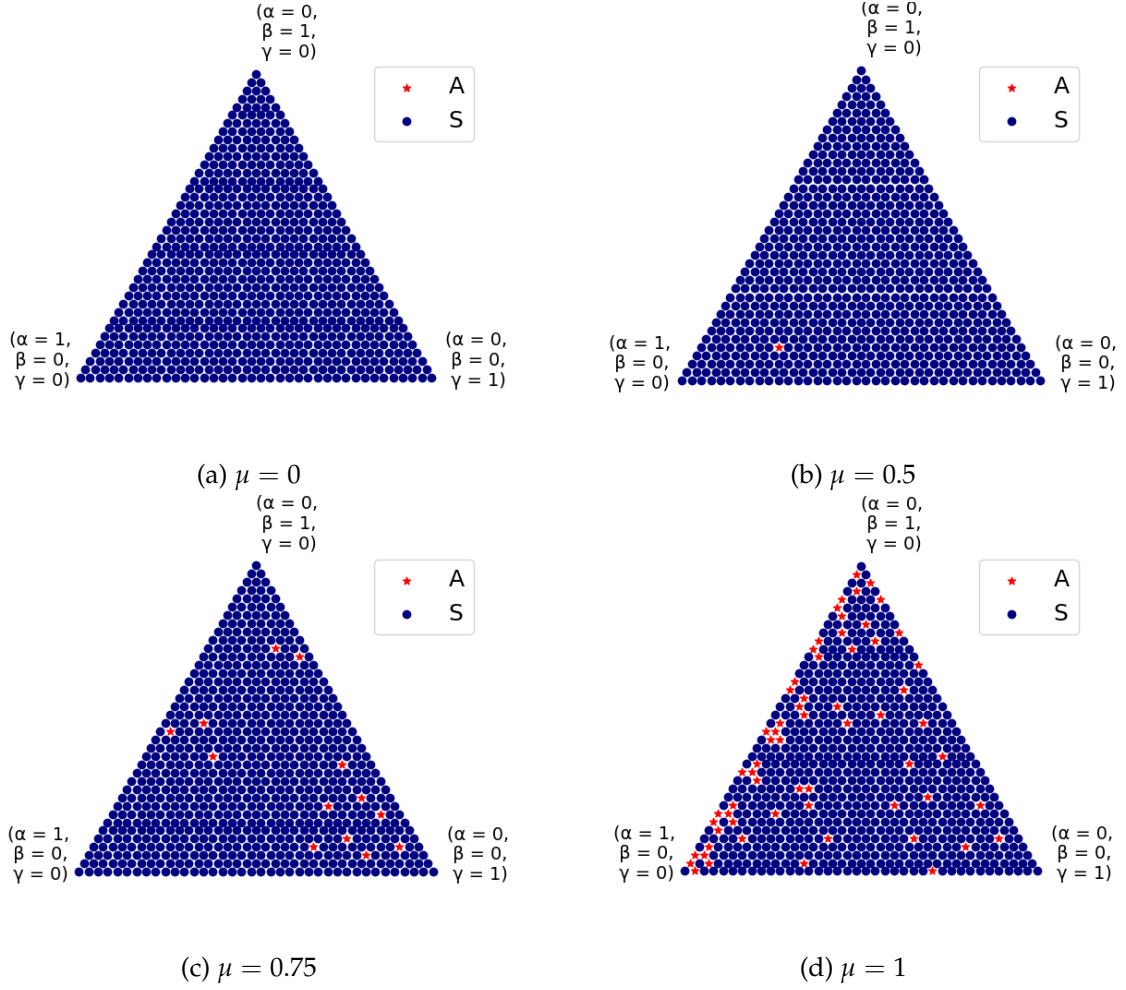 (α = 0,
β = 1,
γ = 0)
A
S
(α = 1,
β = 0,
γ = 0)
(α = 0,
β = 0,
γ = 1)
(a) μ = 0
(α = 0,
β = 1,
γ = 0)
A
S
(α = 1,
β = 0,
γ = 0)
(α = 0,
β = 0,
γ = 1)
(b) μ = 0.5
(α = 0,
β = 1,
γ = 0)
A
S
(α = 1,
β = 0,
γ = 0)
(α = 0,
β = 0,
γ = 1)
(c) μ = 0.75
(α = 0,
β = 1,
γ = 0)
A
S
(α = 1,
β = 0,
γ = 0)
(α = 0,
β = 0,
γ = 1)
(d) μ = 1